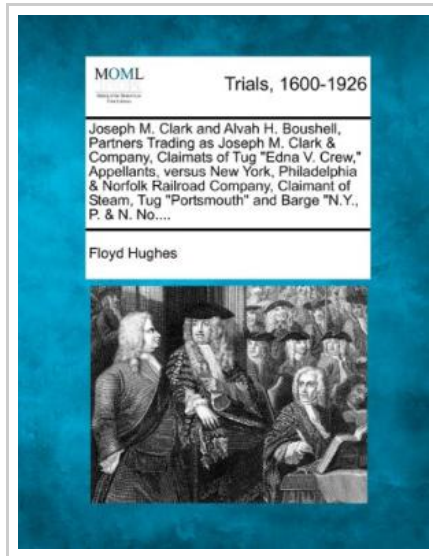 MOML
Trials, 1600-1926
Joseph M. Clark and Alvah H. Boushell,
Partners Trading as Joseph M. Clark &
Company, Claimats of Tug "Edna V. Crew,"
Appellants, versus New York, Philadelphia
& Norfolk Railroad Company, Claimant of
Steam, Tug "Portsmouth" and Barge "N.Y.,
P. & N. No....
Floyd Hughes